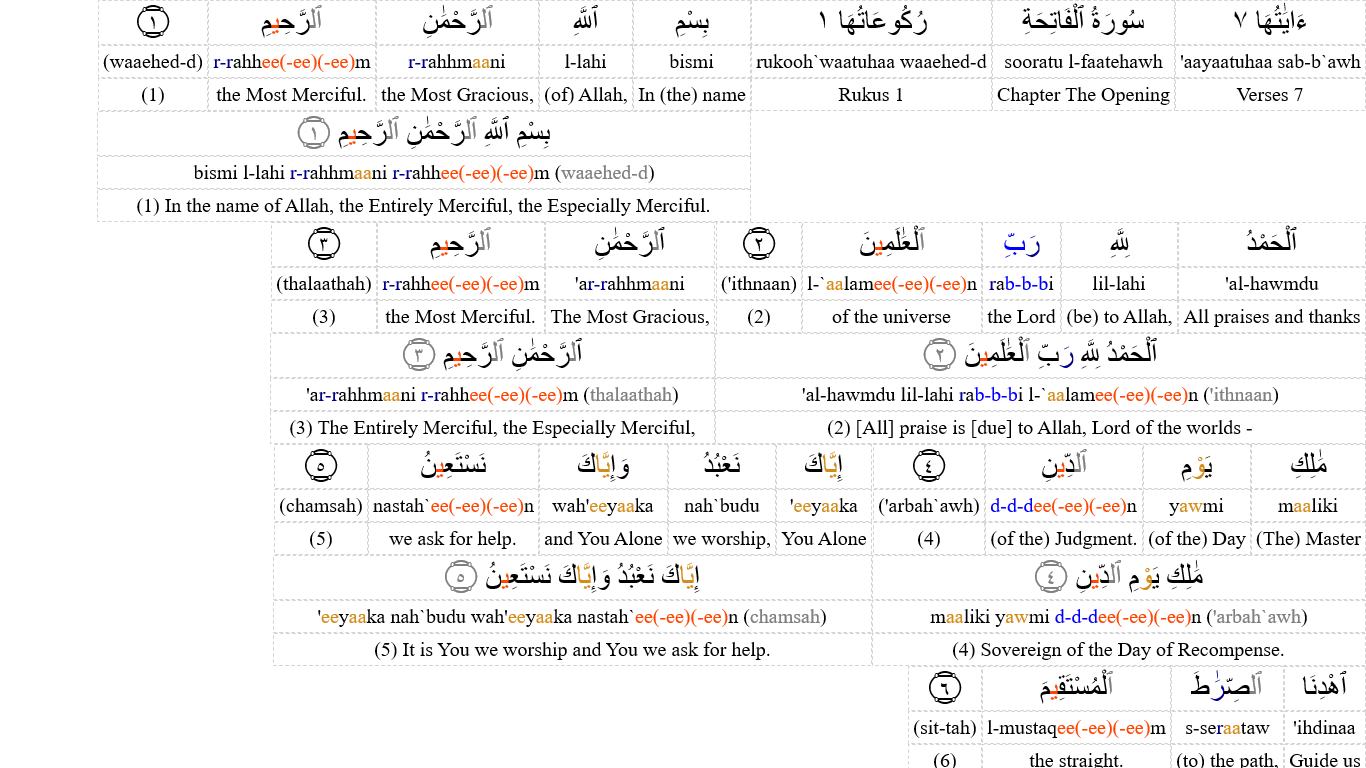 ءَايَٰتُهَا ٧ سُورَةُ ٱلْفَاتِحَةِ رُكُوعَاتُهَا ١ بِسْمِ ٱللَّهِ ٱلرَّحْمَٰنِ ٱلرَّحِيمِ ١
'aayaatuhaa sab-b`awh sooratu l-faatehawh rukooh`waatuhaa waaehed-d bismi l-lahi r-rahhmaani r-rahhee(-ee)(-ee)m (waaehed-d)
Verses 7 Chapter The Opening Rukus 1 In (the) name (of) Allah, the Most Gracious, the Most Merciful. (1)
بِسْمِ ٱللَّهِ ٱلرَّحْمَٰنِ ٱلرَّحِيمِ ١
bismi l-lahi r-rahhmaani r-rahhee(-ee)(-ee)m (waaehed-d)
(1) In the name of Allah, the Entirely Merciful, the Especially Merciful.
ٱلْحَمْدُ لِلَّهِ رَبِّ ٱلْعَٰلَمِينَ ٢ ٱلرَّحْمَٰنِ ٱلرَّحِيمِ ٣
'al-hawmdu lil-lahi rab-b-bi l-`aalamee(-ee)(-ee)n ('ithnaan) 'ar-rahhmaani r-rahhee(-ee)(-ee)m (thalaathah)
All praises and thanks (be) to Allah, the Lord of the universe (2) The Most Gracious, the Most Merciful. (3)
ٱلْحَمْدُ لِلَّهِ رَبِّ ٱلْعَٰلَمِينَ ٢ ٱلرَّحْمَٰنِ ٱلرَّحِيمِ ٣
'al-hawmdu lil-lahi rab-b-bi l-`aalamee(-ee)(-ee)n ('ithnaan) 'ar-rahhmaani r-rahhee(-ee)(-ee)m (thalaathah)
(2) [All] praise is [due] to Allah, Lord of the worlds - (3) The Entirely Merciful, the Especially Merciful,
مَٰلِكِ يَوْمِ ٱلدِّينِ ٤ إِيَّاكَ نَعْبُدُ وَإِيَّاكَ نَسْتَعِينُ ٥
maaliki yawmi d-d-dee(-ee)(-ee)n ('arbah`awh) 'eeyaaka nah`budu wah'eeyaaka nastah`ee(-ee)(-ee)n (chamsah)
(The) Master (of the) Day (of the) Judgment. (4) You Alone we worship, and You Alone we ask for help. (5)
مَٰلِكِ يَوْمِ ٱلدِّينِ ٤ إِيَّاكَ نَعْبُدُ وَإِيَّاكَ نَسْتَعِينُ ٥
maaliki yawmi d-d-dee(-ee)(-ee)n ('arbah`awh) 'eeyaaka nah`budu wah'eeyaaka nastah`ee(-ee)(-ee)n (chamsah)
(4) Sovereign of the Day of Recompense. (5) It is You we worship and You we ask for help.
ٱهْدِنَا ٱلصِّرَٰطَ ٱلْمُسْتَقِيمَ ٦
'ihdinaa s-seraataw l-mustaqee(-ee)(-ee)m (sit-tah)
Guide us (to) the path, the straight. (6)